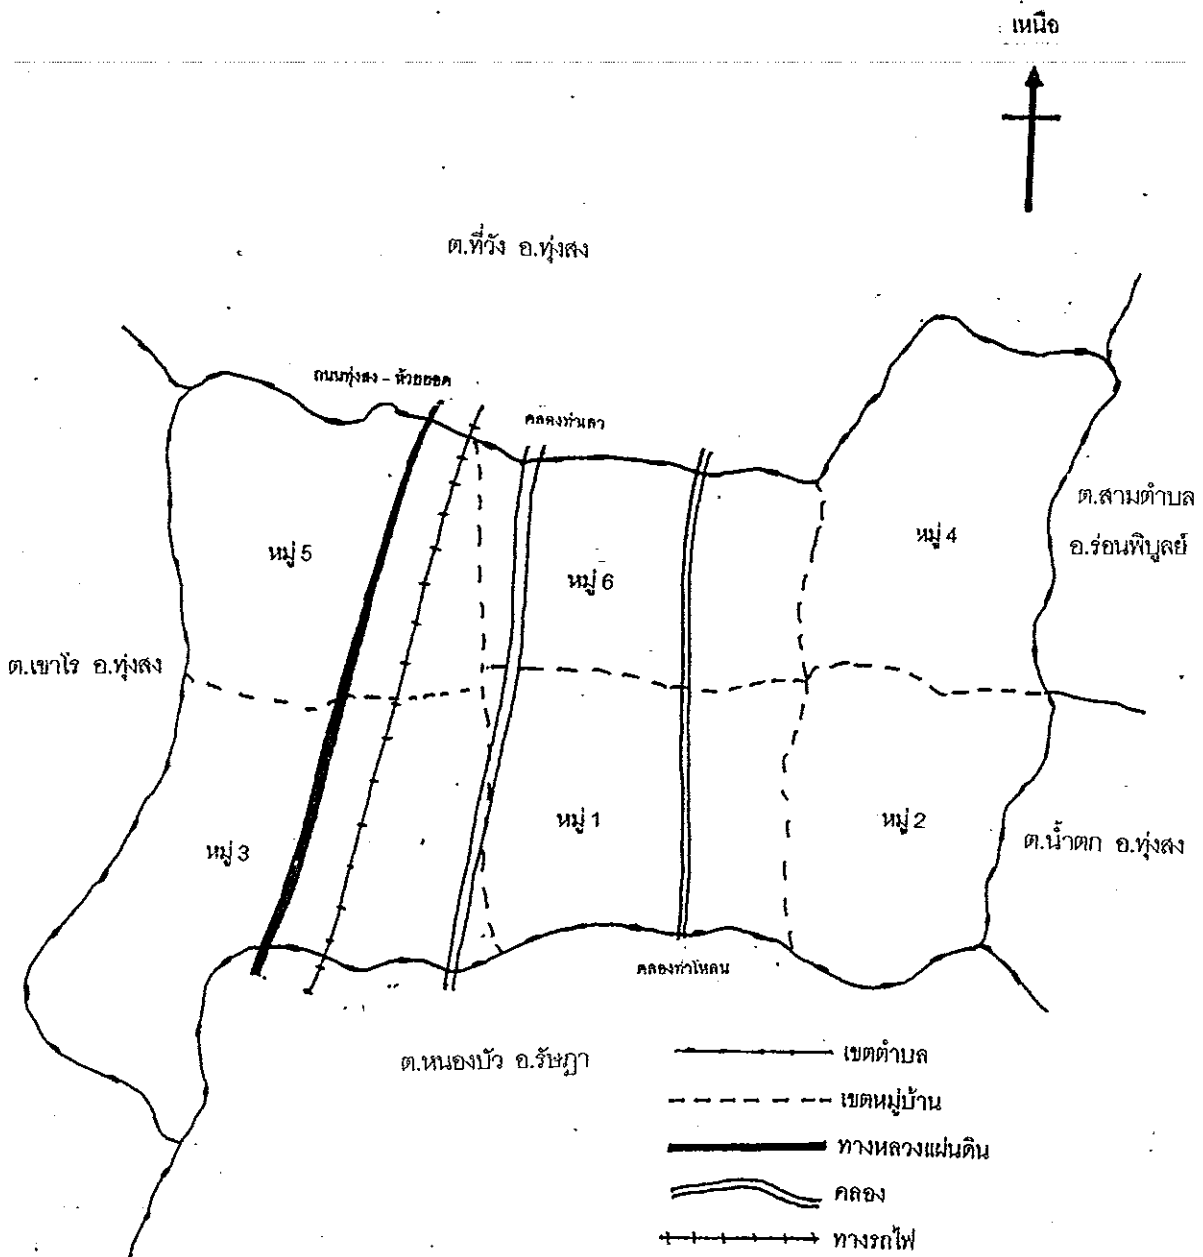 เหนือ
ต.ที่วัง อ.ทุ่งสง
ถนนทุ่งสง - ห้วยยอด
คลองท่าเลา
ต.สามตำบล
อ.ร่อนพิบูลย์
หมู่ 5
หมู่ 6
หมู่ 4
ต.เขาโร อ.ทุ่งสง
หมู่ 3
หมู่ 1
หมู่ 2
ต.น้ำตก อ.ทุ่งสง
คลองท่าโหลน
ต.หนองบัว อ.รัษฎา
เขตตำบล
เขตหมู่บ้าน
ทางหลวงแผ่นดิน
คลอง
ทางรถไฟ